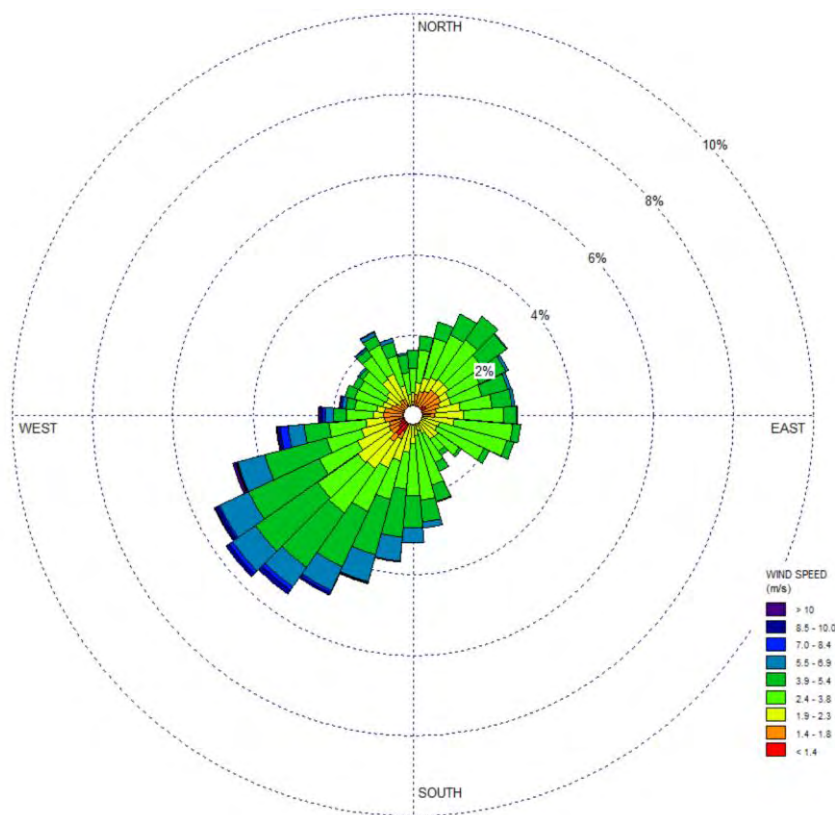 NORTH
10%
8%
6%
4%
2%
WEST
EAST
WIND SPEED
(m/s)
> 10
8.5 - 10.0
7.0 - 8.4
5.5 - 6.9
3.9 - 5.4
2.4 - 3.8
1.9 - 2.3
1.4 - 1.8
< 1.4
SOUTH